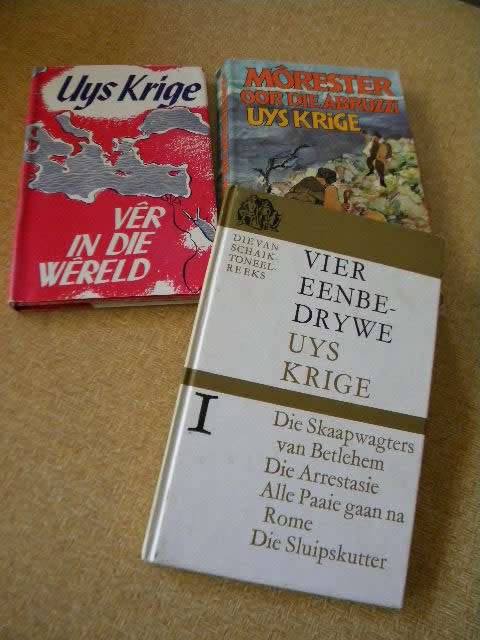 Uys Krige
VÊR
IN DIE
WÊRELD
MÔRESTER
OOR DIE ABRUZZI
UYS KRIGE
DIE VAN
SCHAIK-
TONEEL-
REEKS
VIER
EENBE-
DRYWE
UYS
KRIGE
I
Die Skaapwagters
van Betlehem
Die Arrestasie
Alle Paaie gaan na
Rome
Die Sluipskutter